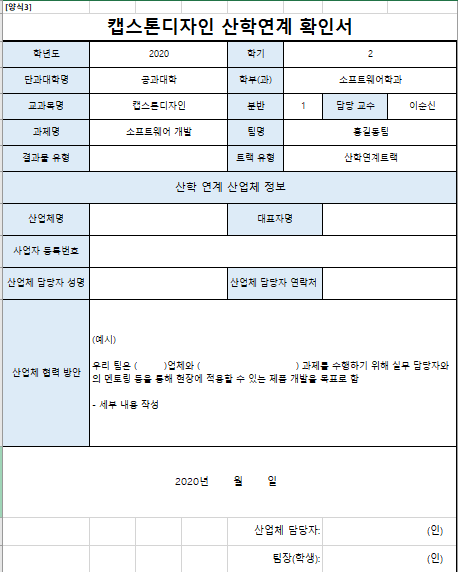 [양식3]
캡스톤디자인 산학연계 확인서
학년도 2020 학기 2
단과대학명 공과대학 학부(과) 소프트웨어학과
교과목명 캡스톤디자인 분반 1 담당 교수 이순신
과제명 소프트웨어 개발 팀명 홍길동팀
결과물 유형 트랙 유형 산학연계트랙
산학 연계 산업체 정보
산업체명 대표자명
사업자 등록번호
산업체 담당자 성명 산업체 담당자 연락처
산업체 협력 방안
(예시)
우리 팀은 ( )업체와 ( ) 과제를 수행하기 위해 실무 담당자와
의 멘토링 등을 통해 현장에 적용할 수 있는 제품 개발을 목표로 함
- 세부 내용 작성
2020년 월 일
산업체 담당자: (인)
팀장(학생): (인)